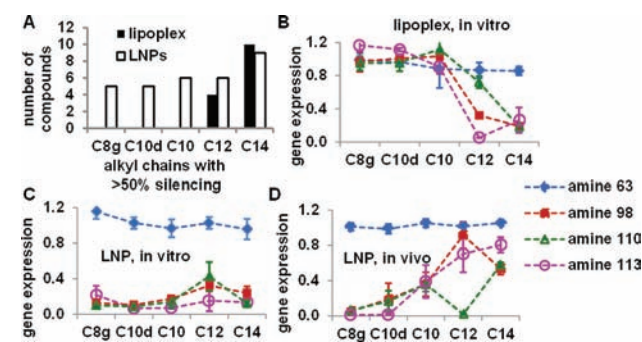 A
lipoplex
LNPs
number of compounds
12
10
8
6
4
2
0
C8g C10d C10 C12 C14
alkyl chains with >50% silencing
B
lipoplex, in vitro
gene expression
1.2
0.8
0.4
0.0
C8g C10d C10 C12 C14
C
LNP, in vitro
gene expression
1.2
0.8
0.4
0.0
C8g C10d C10 C12 C14
D
LNP, in vivo
gene expression
1.2
0.8
0.4
0.0
C8g C10d C10 C12 C14
amine 63
amine 98
amine 110
amine 113